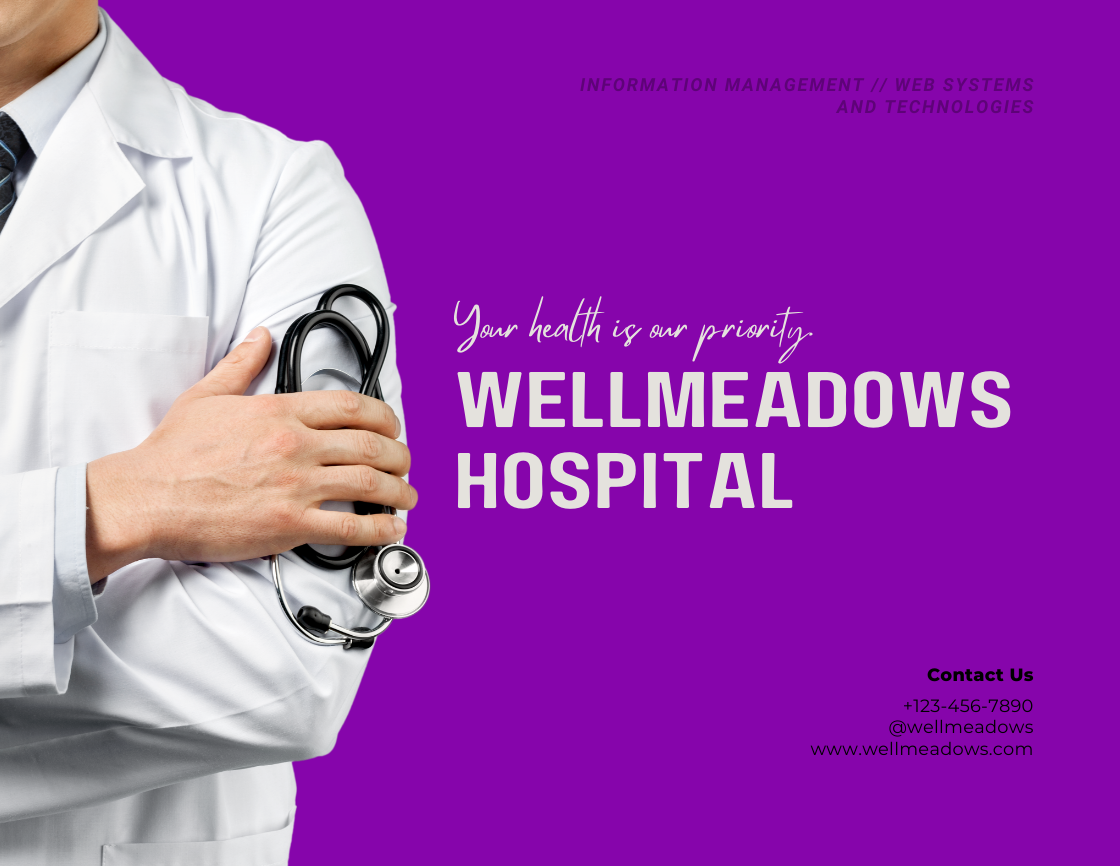 INFORMATION MANAGEMENT // WEB SYSTEMS
AND TECHNOLOGIES
Your health is our priority.
WELLMEADOWS
HOSPITAL
Contact Us
+123-456-7890
@wellmeadows
www.wellmeadows.com